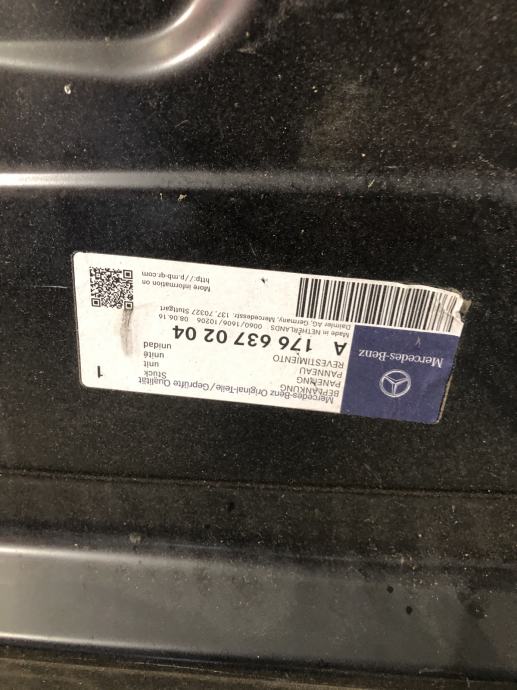 Mercedes-Benz
Mercedes-Benz Original-Teile/Geprüfte Qualität
BEPLANKUNG
PANELING
PANNEAU
REVESTIMIENTO
Stück
unit
unité
unidad
1
A 176 637 02 04
Made in NETHERLANDS 0060/1606/10206 08.06.16
Daimler AG, Germany, Mercedesstr. 137, 70327 Stuttgart
More information on
http://p.mb-qr.com